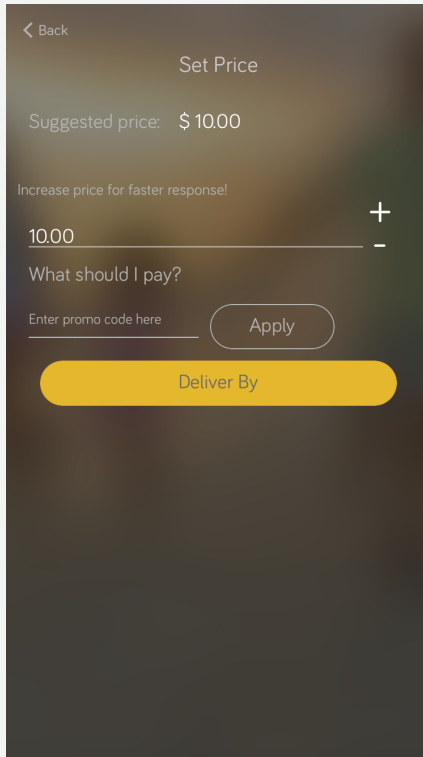 Back
Set Price
Suggested price: $ 10.00
Increase price for faster response!
+
10.00
-
What should I pay?
Enter promo code here Apply
Deliver By